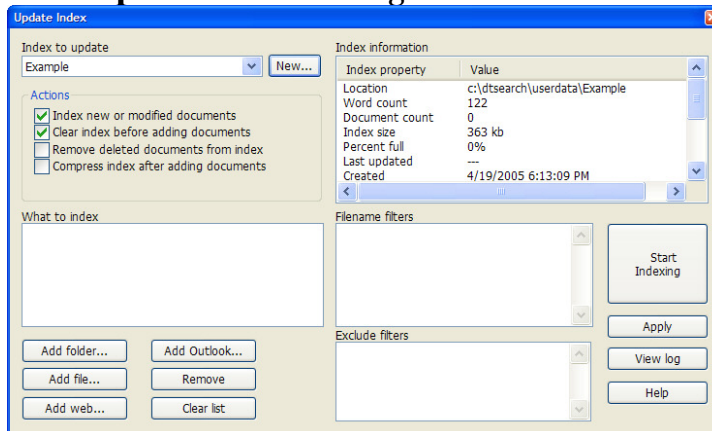 Update Index
Index to update
Example
New...
Actions
Index new or modified documents
Clear index before adding documents
Remove deleted documents from index
Compress index after adding documents
Index information
Index property Value
Location c:\dtsearch\userdata\Example
Word count 122
Document count 0
Index size 363 kb
Percent full 0%
Last updated ---
Created 4/19/2005 6:13:09 PM
What to index
Filename filters
Start
Indexing
Exclude filters
Apply
Add folder... Add Outlook...
View log
Add file... Remove
Help
Add web... Clear list